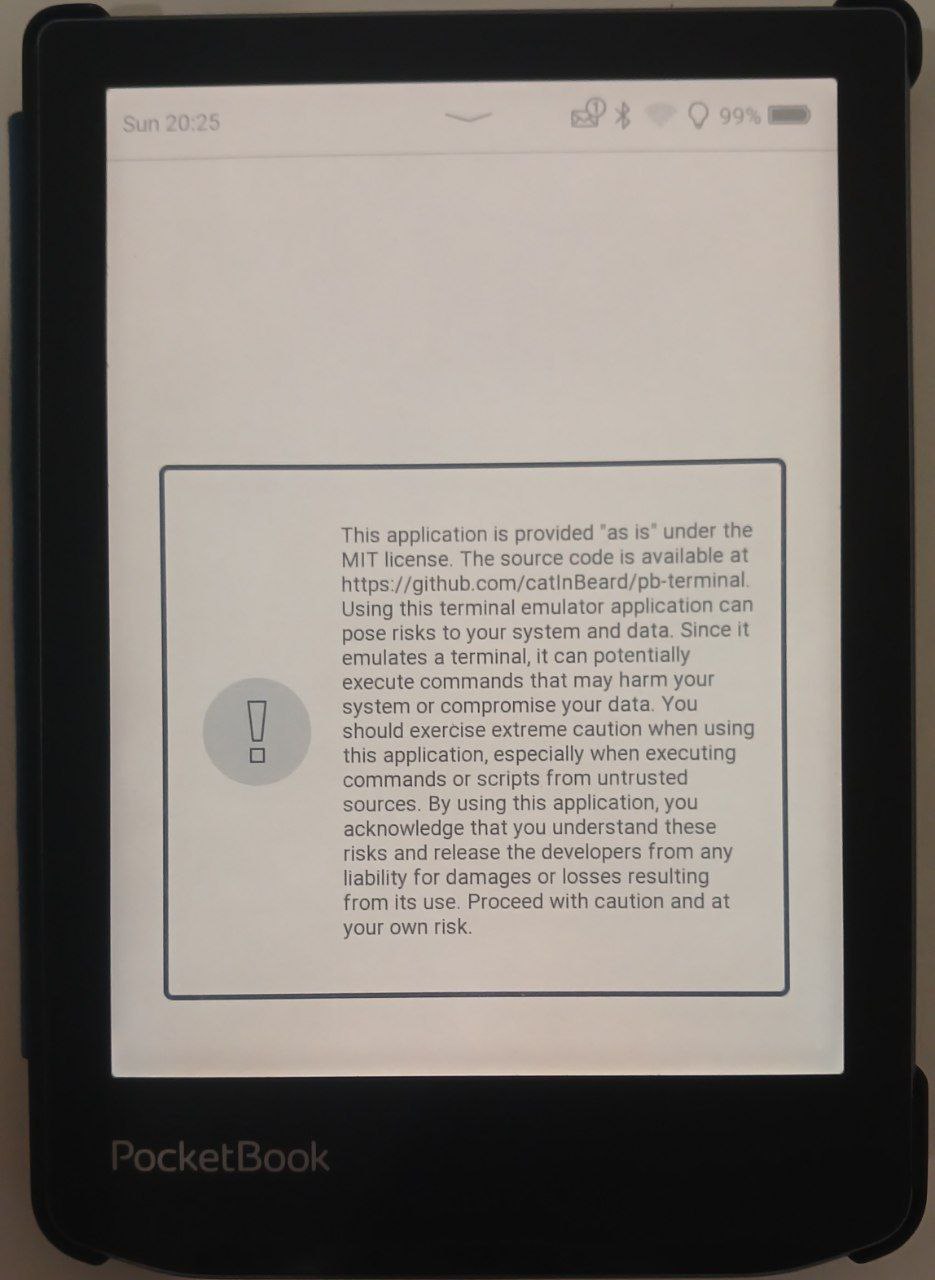 Sun 20:25
99%
This application is provided "as is" under the
MIT license. The source code is available at
https://github.com/catInBeard/pb-terminal.
Using this terminal emulator application can
pose risks to your system and data. Since it
emulates a terminal, it can potentially
execute commands that may harm your
system or compromise your data. You
should exercise extreme caution when using
this application, especially when executing
commands or scripts from untrusted
sources. By using this application, you
acknowledge that you understand these
risks and release the developers from any
liability for damages or losses resulting
from its use. Proceed with caution and at
your own risk.
PocketBook